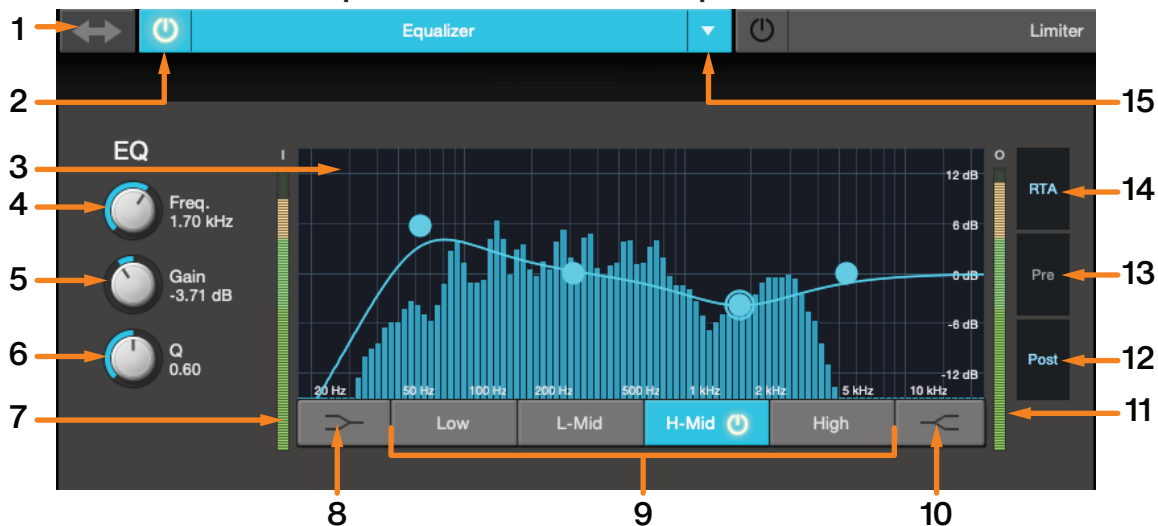 1
Equalizer
Limiter
2
15
EQ
I
O
3
12 dB
RTA
14
4
Freq.
1.70 kHz
6 dB
5
Gain
-3.71 dB
0 dB
Pre
13
-6 dB
6
Q
0.60
Post
12
-12 dB
20 Hz 50 Hz 100 Hz 200 Hz 500 Hz 1 kHz 2 kHz 5 kHz 10 kHz
7
11
Low L-Mid H-Mid High
8
9
10